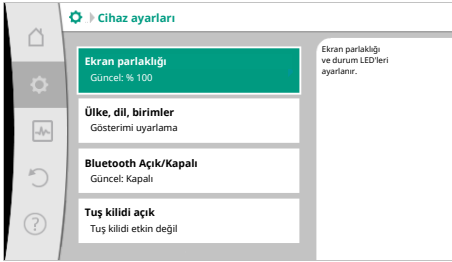 Cihaz ayarları
Ekran parlaklığı
Güncel: % 100
Ülke, dil, birimler
Gösterimi uyarlama
Bluetooth Açık/Kapalı
Güncel: Kapalı
Tuş kilidi açık
Tuş kilidi etkin değil
Ekran parlaklığı
ve durum LED'leri
ayarlanır.
?